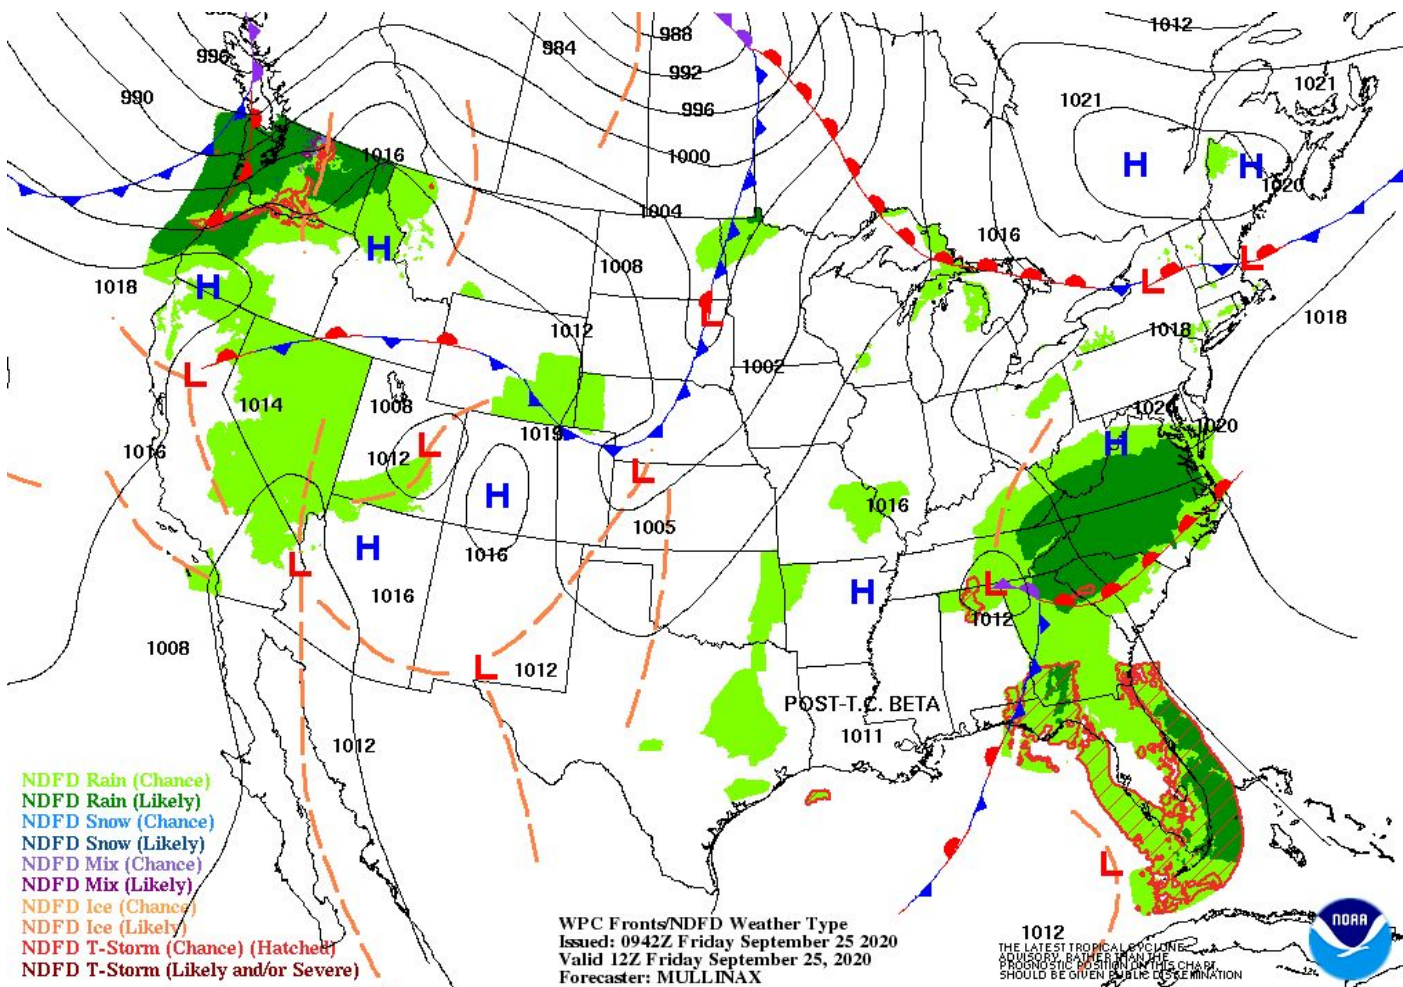 1012
988
984
996
992
1021
1021
990
996
1000
1016
1020
1004
1016
1008
1018
1018
1012
1018
1002
1014
1008
1020
1019
1020
1016
1012
1016
1005
1016
1016
1012
1008
1012
POST-T.C. BETA
1012
1011
NDFD Rain (Chance)
NDFD Rain (Likely)
NDFD Snow (Chance)
NDFD Snow (Likely)
NDFD Mix (Chance)
NDFD Mix (Likely)
NDFD Ice (Chance)
NDFD Ice (Likely)
NDFD T-Storm (Chance) (Hatched)
NDFD T-Storm (Likely and/or Severe)
WPC Fronts/NDFD Weather Type
Issued: 0942Z Friday September 25 2020
Valid 12Z Friday September 25, 2020
Forecaster: MULLINAX
1012
THE LATEST TROPICAL CYCLONE
ADVISORY, RATHER THAN THE
PROGNOSTIC POSITION ON THIS CHART,
SHOULD BE GIVEN PUBLIC DISSEMINATION
NOAA
H
H
H
H
L
L
L
L
H
L
L
H
L
H
H
L
L
L